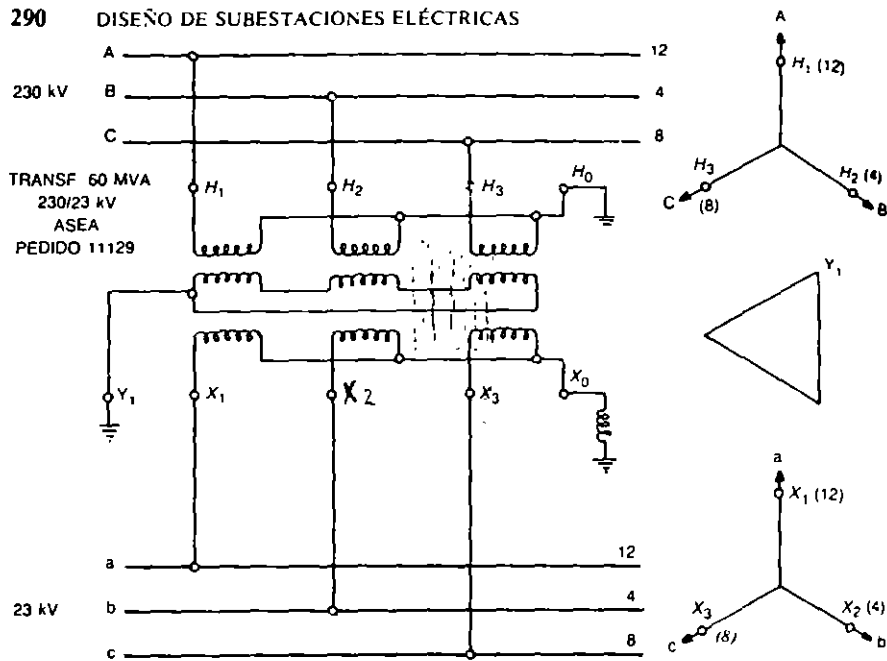 290 DISEÑO DE SUBESTACIONES ELÉCTRICAS
A 12
230 kV B 4
C 8
TRANSF 60 MVA
230/23 kV
ASEA
PEDIDO 11129
H₁ H₂ H₃ H₀
Y₁ X₁ X2 X₃ X₀
a 12
23 kV b 4
c 8
A
H₁ (12)
H₃ H₂ (4)
C (8) B
Y₁
a
X₁ (12)
X₃ X₂ (4)
C (8) b